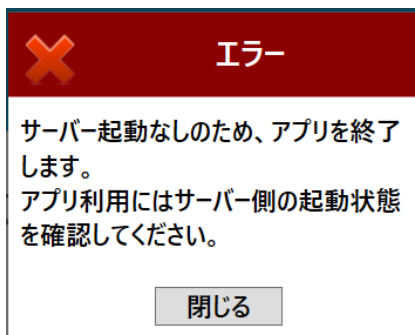 エラー
サーバー起動なしのため、アプリを終了
します。
アプリ利用にはサーバー側の起動状態
を確認してください。
閉じる